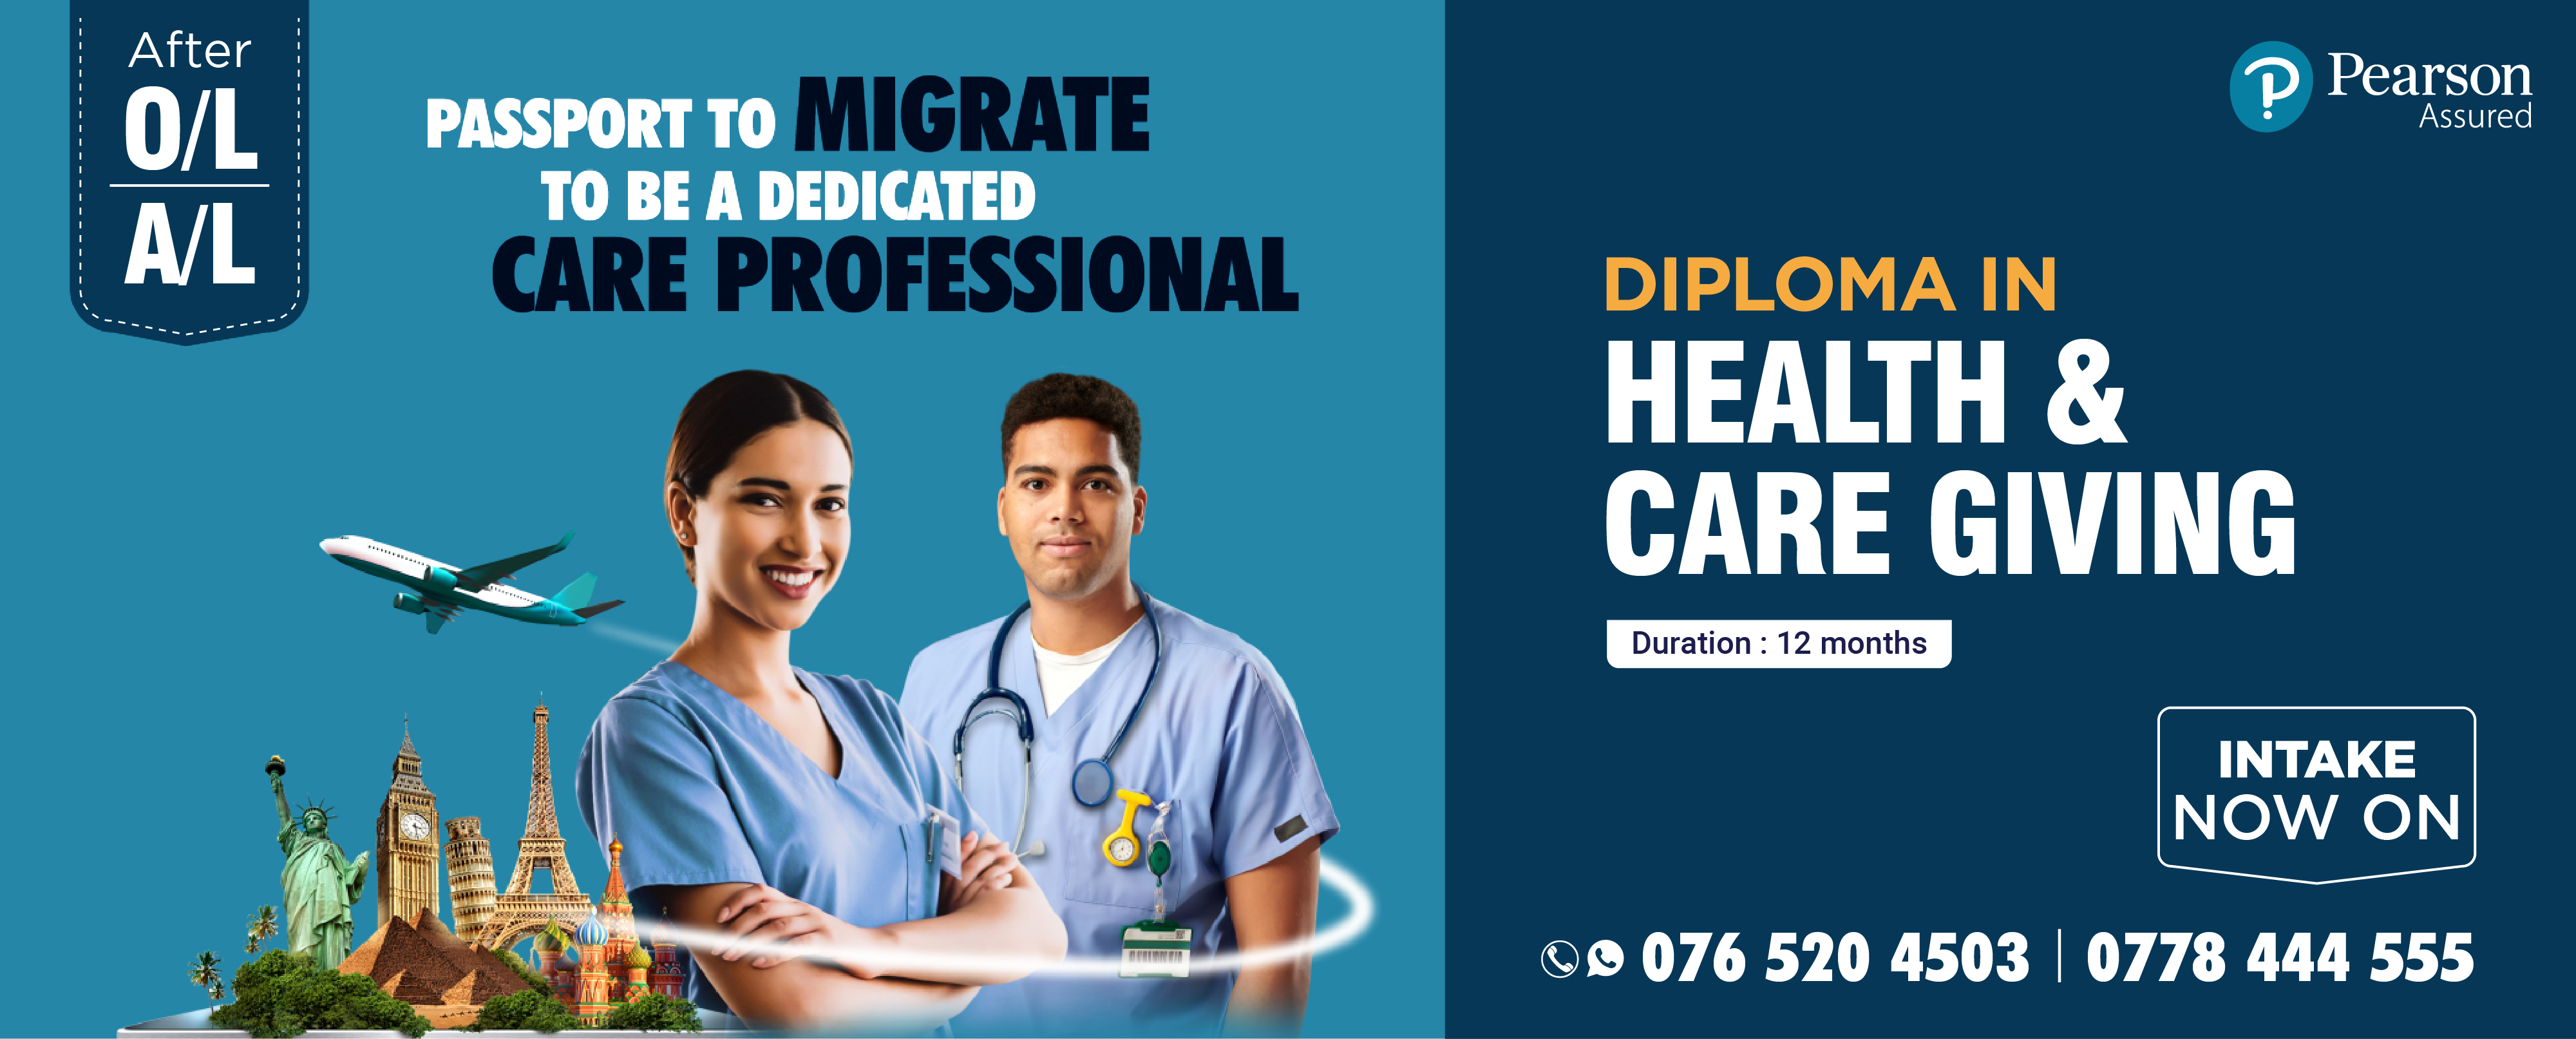 After
O/L
A/L
PASSPORT TO MIGRATE
TO BE A DEDICATED
CARE PROFESSIONAL
Pearson
Assured
DIPLOMA IN
HEALTH &
CARE GIVING
Duration : 12 months
INTAKE
NOW ON
076 520 4503 | 0778 444 555